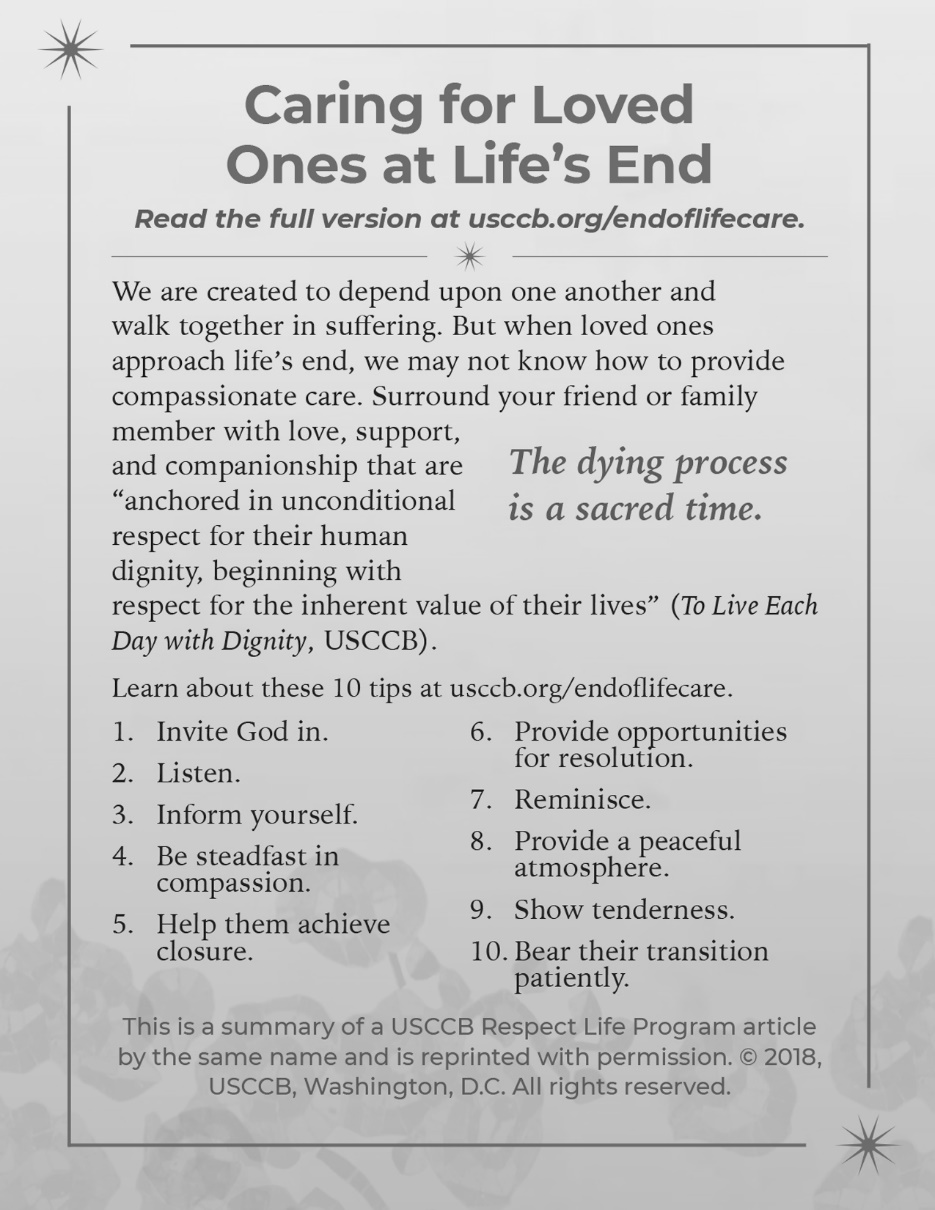 Caring for Loved
Ones at Life’s End
Read the full version at usccb.org/endoflifecare.
We are created to depend upon one another and
walk together in suffering. But when loved ones
approach life’s end, we may not know how to provide
compassionate care. Surround your friend or family
member with love, support,
and companionship that are
“anchored in unconditional
respect for their human
dignity, beginning with
respect for the inherent value of their lives” (To Live Each
Day with Dignity, USCCB).
The dying process
is a sacred time.
Learn about these 10 tips at usccb.org/endoflifecare.
1. Invite God in.
2. Listen.
3. Inform yourself.
4. Be steadfast in
compassion.
5. Help them achieve
closure.
6. Provide opportunities
for resolution.
7. Reminisce.
8. Provide a peaceful
atmosphere.
9. Show tenderness.
10. Bear their transition
patiently.
This is a summary of a USCCB Respect Life Program article
by the same name and is reprinted with permission. © 2018,
USCCB, Washington, D.C. All rights reserved.